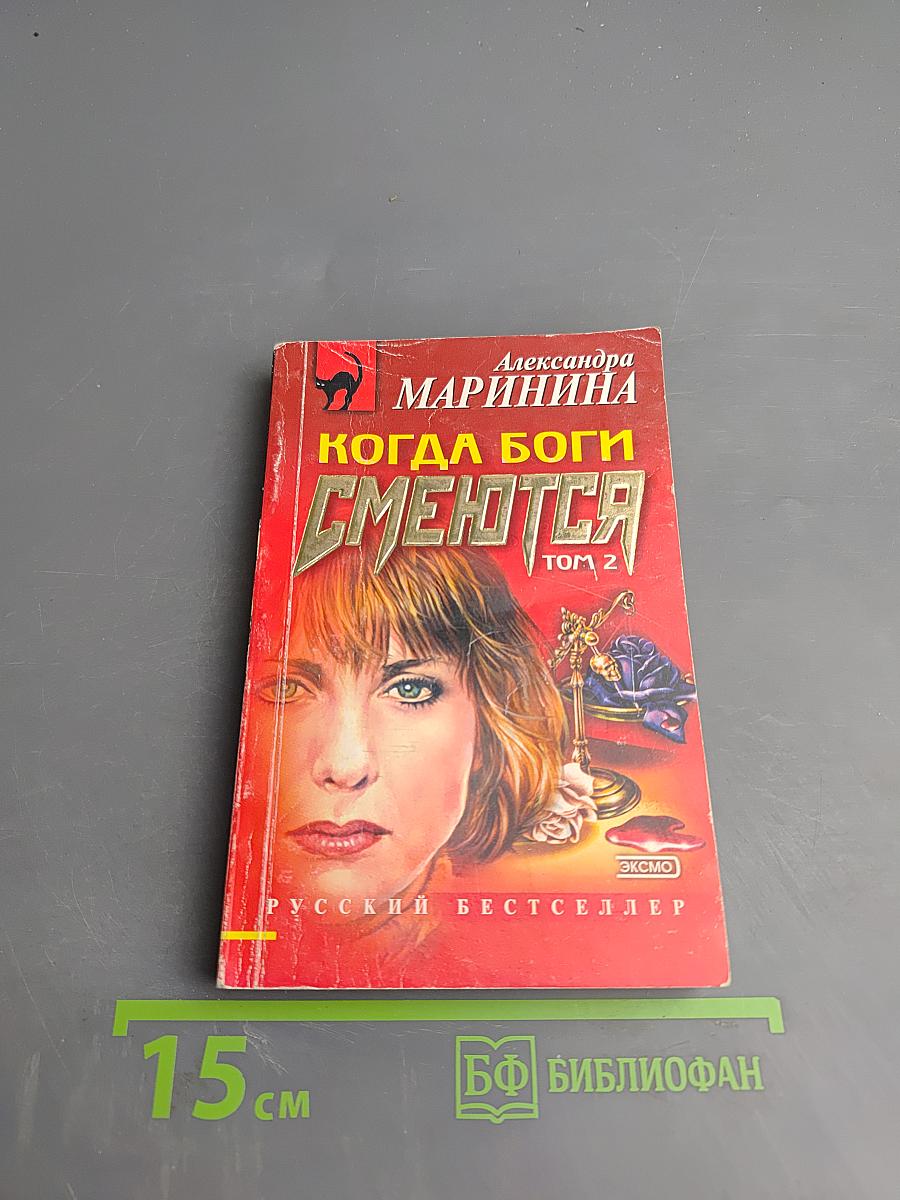 Александра
МАРИНИНА
КОГДА БОГИ
СМЕЮТСЯ
ТОМ 2
ЭКСМО
РУССКИЙ БЕСТСЕЛЛЕР
15 см
БФ БИБЛИОФАН